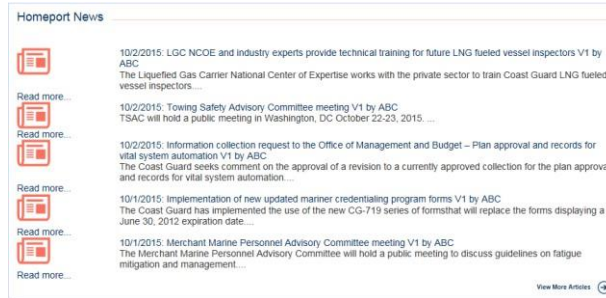 Homeport News
10/2/2015: LGC NCOE and industry experts provide technical training for future LNG fueled vessel inspectors V1 by
ABC
The Liquefied Gas Carrier National Center of Expertise works with the private sector to train Coast Guard LNG fueled
vessel inspectors....
Read more...
10/2/2015: Towing Safety Advisory Committee meeting V1 by ABC
TSAC will hold a public meeting in Washington, DC October 22-23, 2015. ...
Read more...
10/2/2015: Information collection request to the Office of Management and Budget – Plan approval and records for
vital system automation V1 by ABC
The Coast Guard seeks comment on the approval of a revision to a currently approved collection for the plan approva
and records for vital system automation....
Read more...
10/1/2015: Implementation of new updated mariner credentialing program forms V1 by ABC
The Coast Guard has implemented the use of the new CG-719 series of formsthat will replace the forms displaying a
June 30, 2012 expiration date....
Read more...
10/1/2015: Merchant Marine Personnel Advisory Committee meeting V1 by ABC
The Merchant Marine Personnel Advisory Committee will hold a public meeting to discuss guidelines on fatigue
mitigation and management....
Read more...
View More Articles